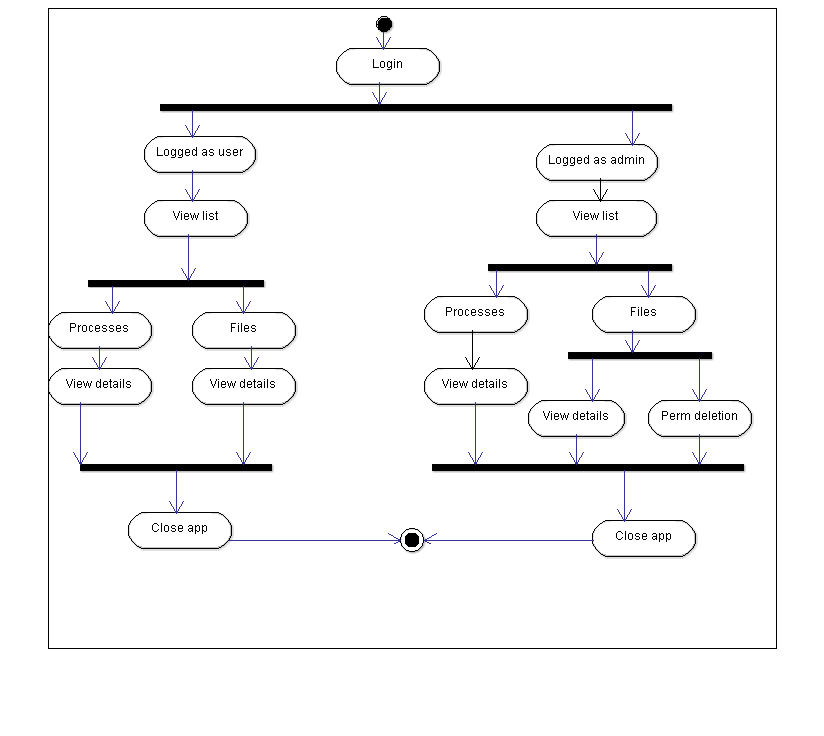 Login
Logged as user
Logged as admin
View list
View list
Processes
Files
Processes
Files
View details
View details
View details
View details
Perm deletion
Close app
Close app